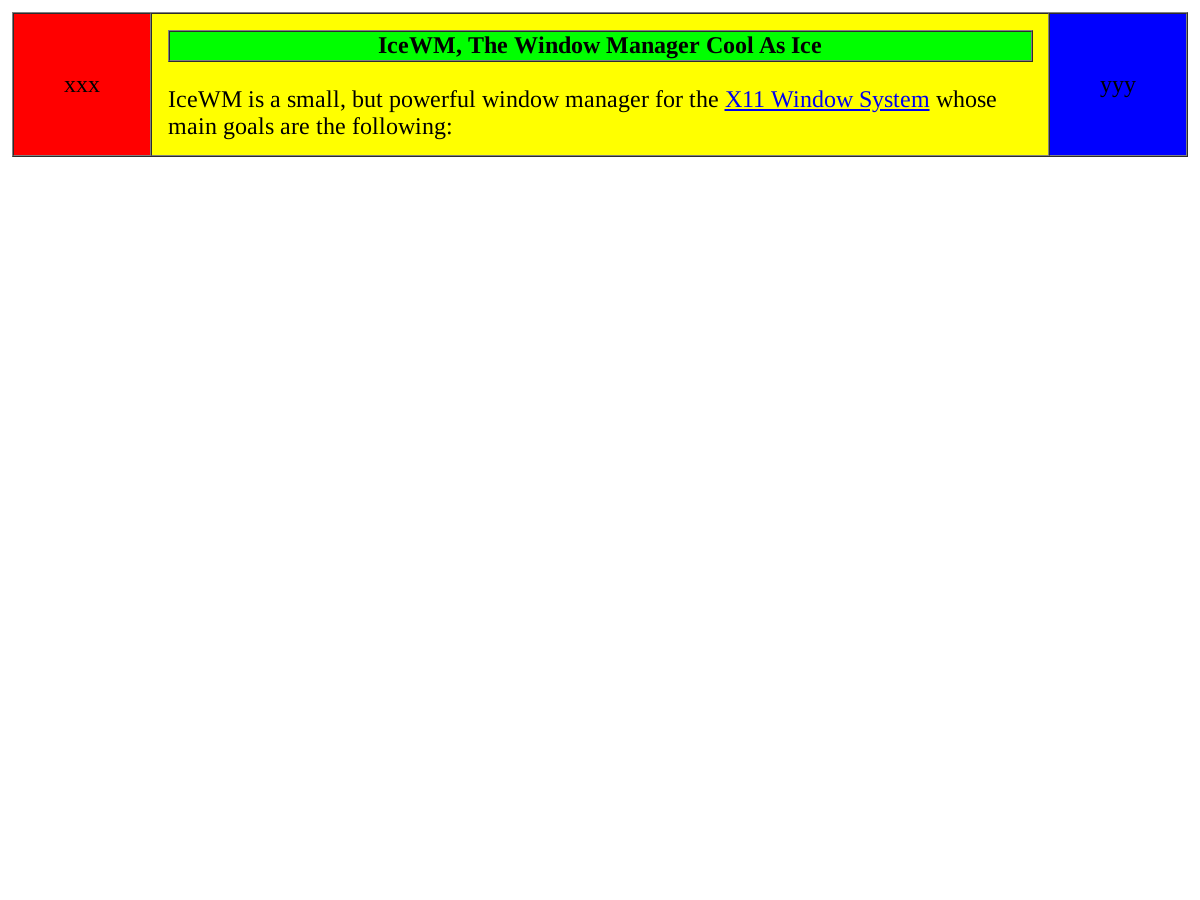 xxx
IceWM, The Window Manager Cool As Ice
IceWM is a small, but powerful window manager for the X11 Window System whose
main goals are the following:
yyy